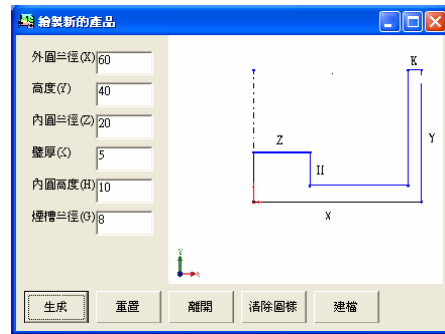 繪製新的產品
外圓半徑(X) 60
高度(Y) 40
內圓半徑(Z) 20
壁厚(K) 5
內圓高度(H) 10
煙槽半徑(G) 8
K
Z
H
Y
X
生成
重置
離開
清除圖樣
建檔